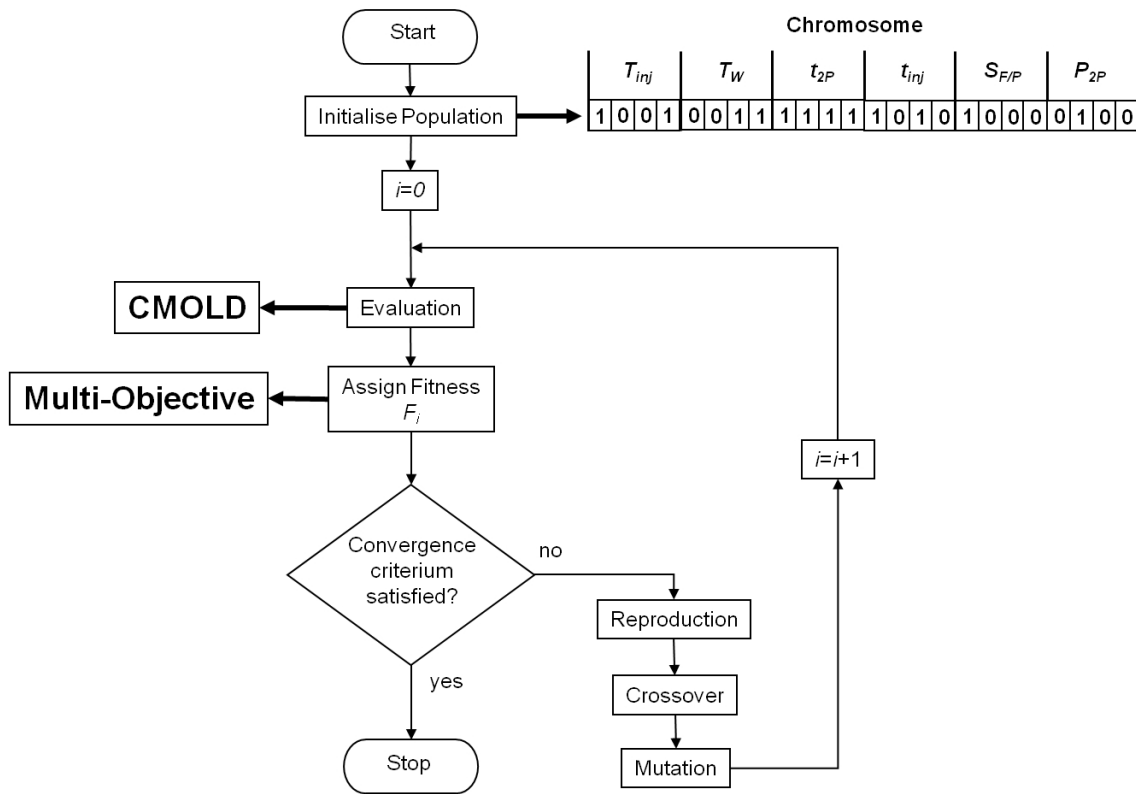 Start
Chromosome
T_inj T_W t_2P t_inj S_F/P P_2P
1 0 0 1 0 0 1 1 1 1 1 1 1 0 1 0 1 0 0 0 0 1 0 0
Initialise Population
i=0
CMOLD
Evaluation
Multi-Objective
Assign Fitness
F_i
i=i+1
Convergence
criterium
satisfied?
no
Reproduction
yes
Crossover
Stop
Mutation